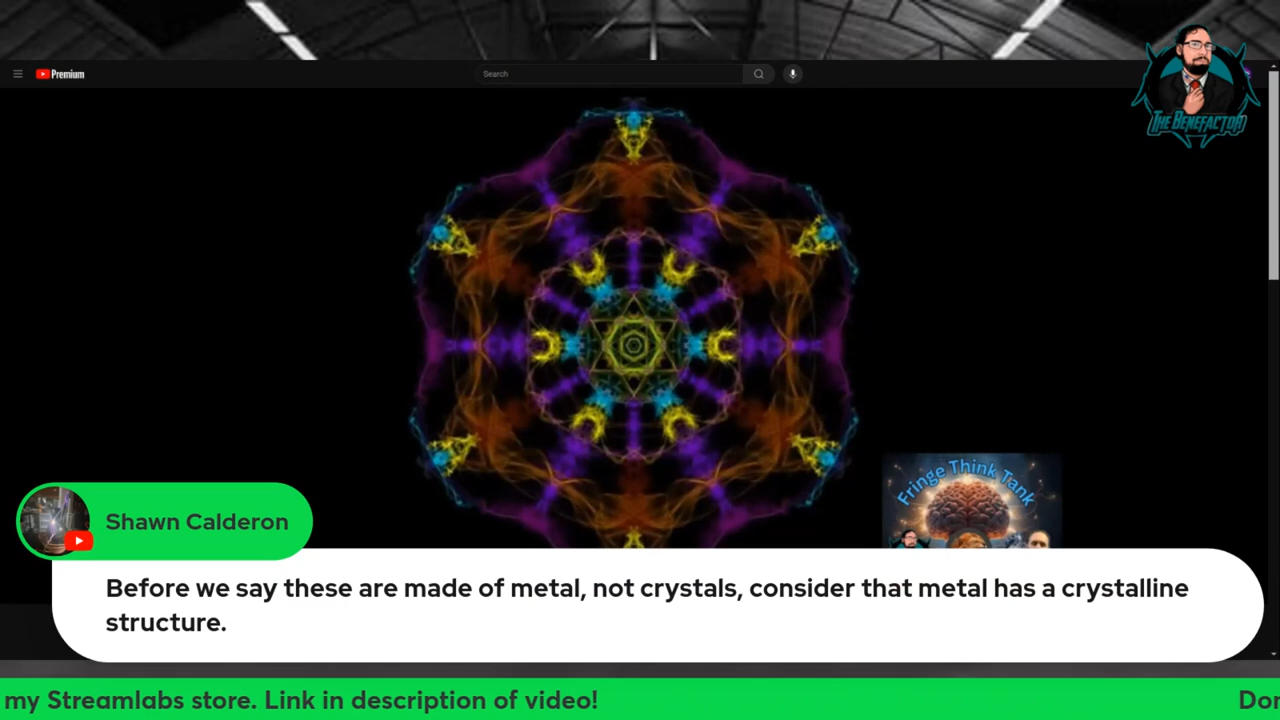 Premium
Search
THE BENEFACTOR
Fringe Think Tank
Shawn Calderon
Before we say these are made of metal, not crystals, consider that metal has a crystalline
structure.
my Streamlabs store. Link in description of video!
Don